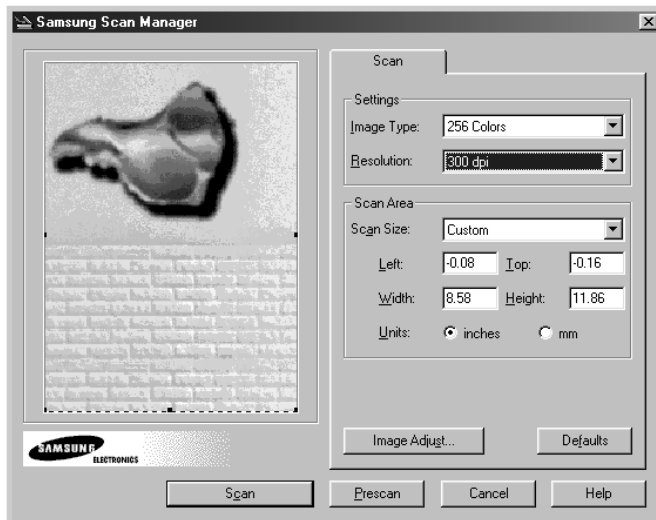 Samsung Scan Manager
Scan
Settings
Image Type: 256 Colors
Resolution: 300 dpi
Scan Area
Scan Size: Custom
Left: -0.08 Top: -0.16
Width: 8.58 Height: 11.86
Units: inches mm
Image Adjust... Defaults
SAMSUNG
ELECTRONICS
Scan Prescan Cancel Help